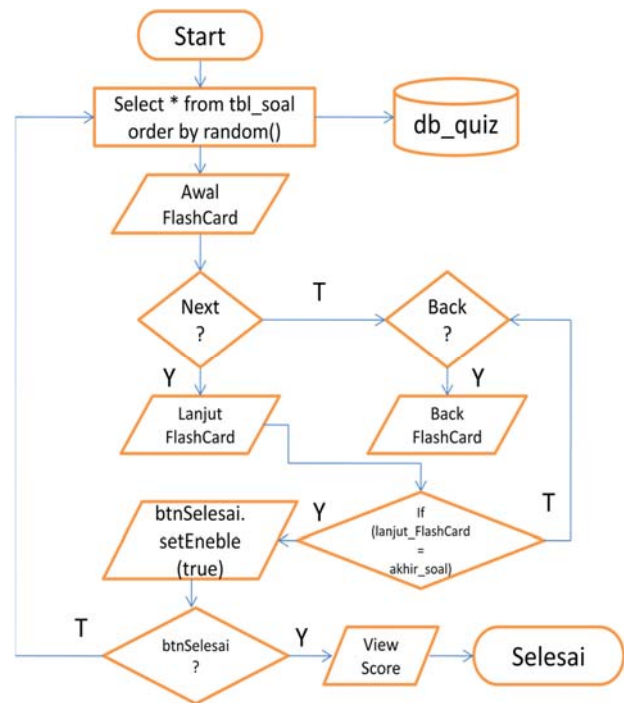 Start
Select * from tbl_soal
order by random()
db_quiz
Awal
FlashCard
Next
?
T
Back
?
Y
Y
Lanjut
FlashCard
Back
FlashCard
If
(lanjut_FlashCard
=
akhir_soal)
Y
T
btnSelesai.
setEneble
(true)
T
btnSelesai
?
Y
View
Score
Selesai